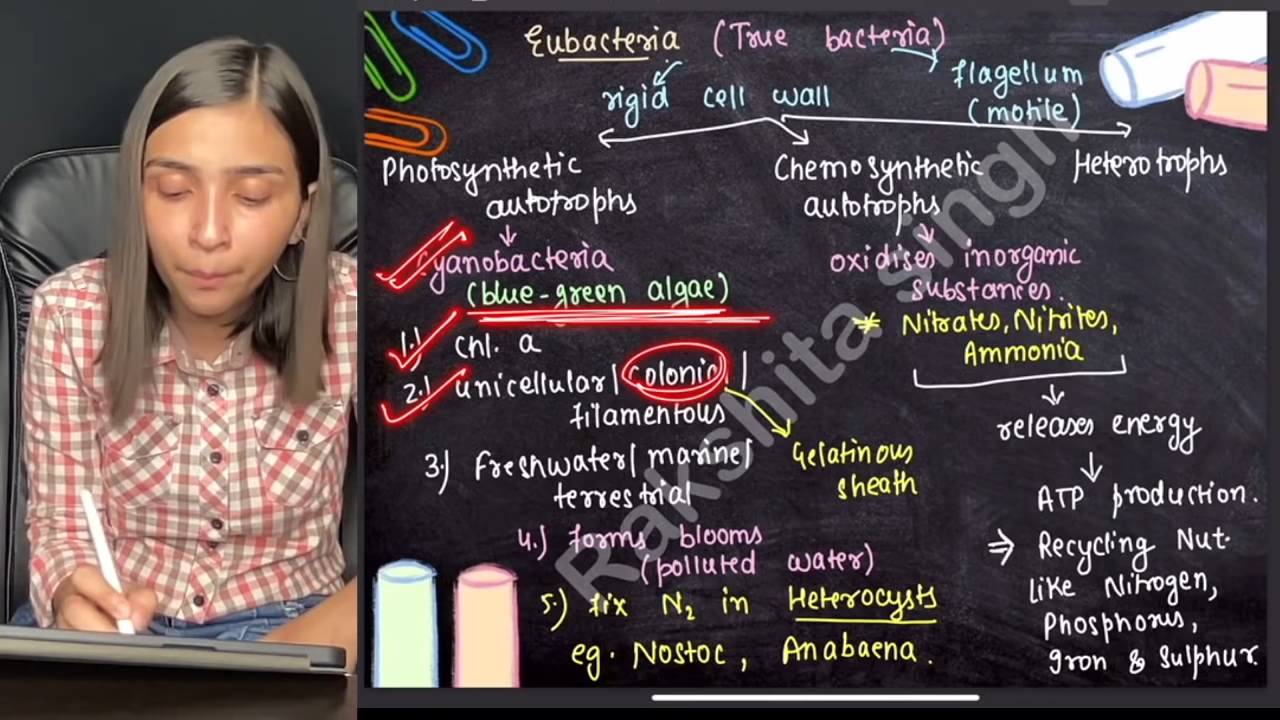 Eubacteria (True bacteria)
flagellum
(motile)
rigid cell wall
Photosynthetic
autotrophs
Chemosynthetic
autotrophs
Heterotrophs
Cyanobacteria
(blue-green algae)
1.) chl. a
2.) unicellular| colonial |
filamentous
Gelatinous
sheath
3.) freshwater| marine|
terrestrial
4.) forms blooms
(polluted water)
5.) fix N₂ in Heterocysts
eg. Nostoc, Anabaena.
oxidises inorganic
substances.
* Nitrates, Nitrites,
Ammonia
releases energy
ATP production.
⇒ Recycling Nut.
like Nitrogen,
Phosphorus,
Iron & Sulphur.
Rakshita singh